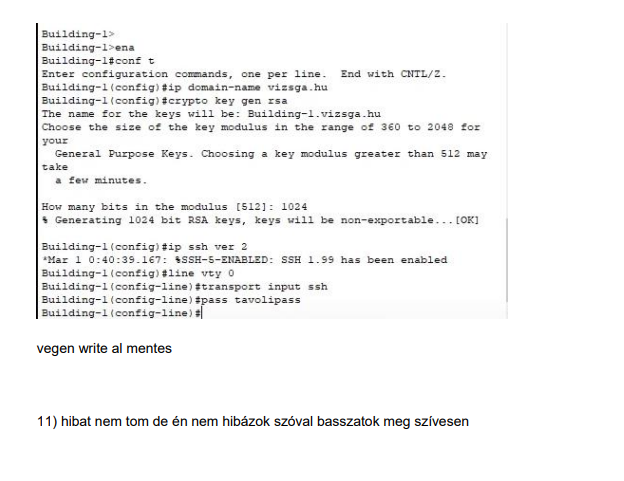 Building-1>
Building-1>ena
Building-1#conf t
Enter configuration commands, one per line.  End with CNTL/Z.
Building-1(config)#ip domain-name vizsga.hu
Building-1(config)#crypto key gen rsa
The name for the keys will be: Building-1.vizsga.hu
Choose the size of the key modulus in the range of 360 to 2048 for
your
  General Purpose Keys. Choosing a key modulus greater than 512 may
take
  a few minutes.
How many bits in the modulus [512]: 1024
% Generating 1024 bit RSA keys, keys will be non-exportable...[OK]
Building-1(config)#ip ssh ver 2
*Mar 1 0:40:39.167: %SSH-5-ENABLED: SSH 1.99 has been enabled
Building-1(config)#line vty 0
Building-1(config-line)#transport input ssh
Building-1(config-line)#pass tavolipass
Building-1(config-line)#
vegen write al mentes
11) hibat nem tom de én nem hibázok szóval basszatok meg szívesen